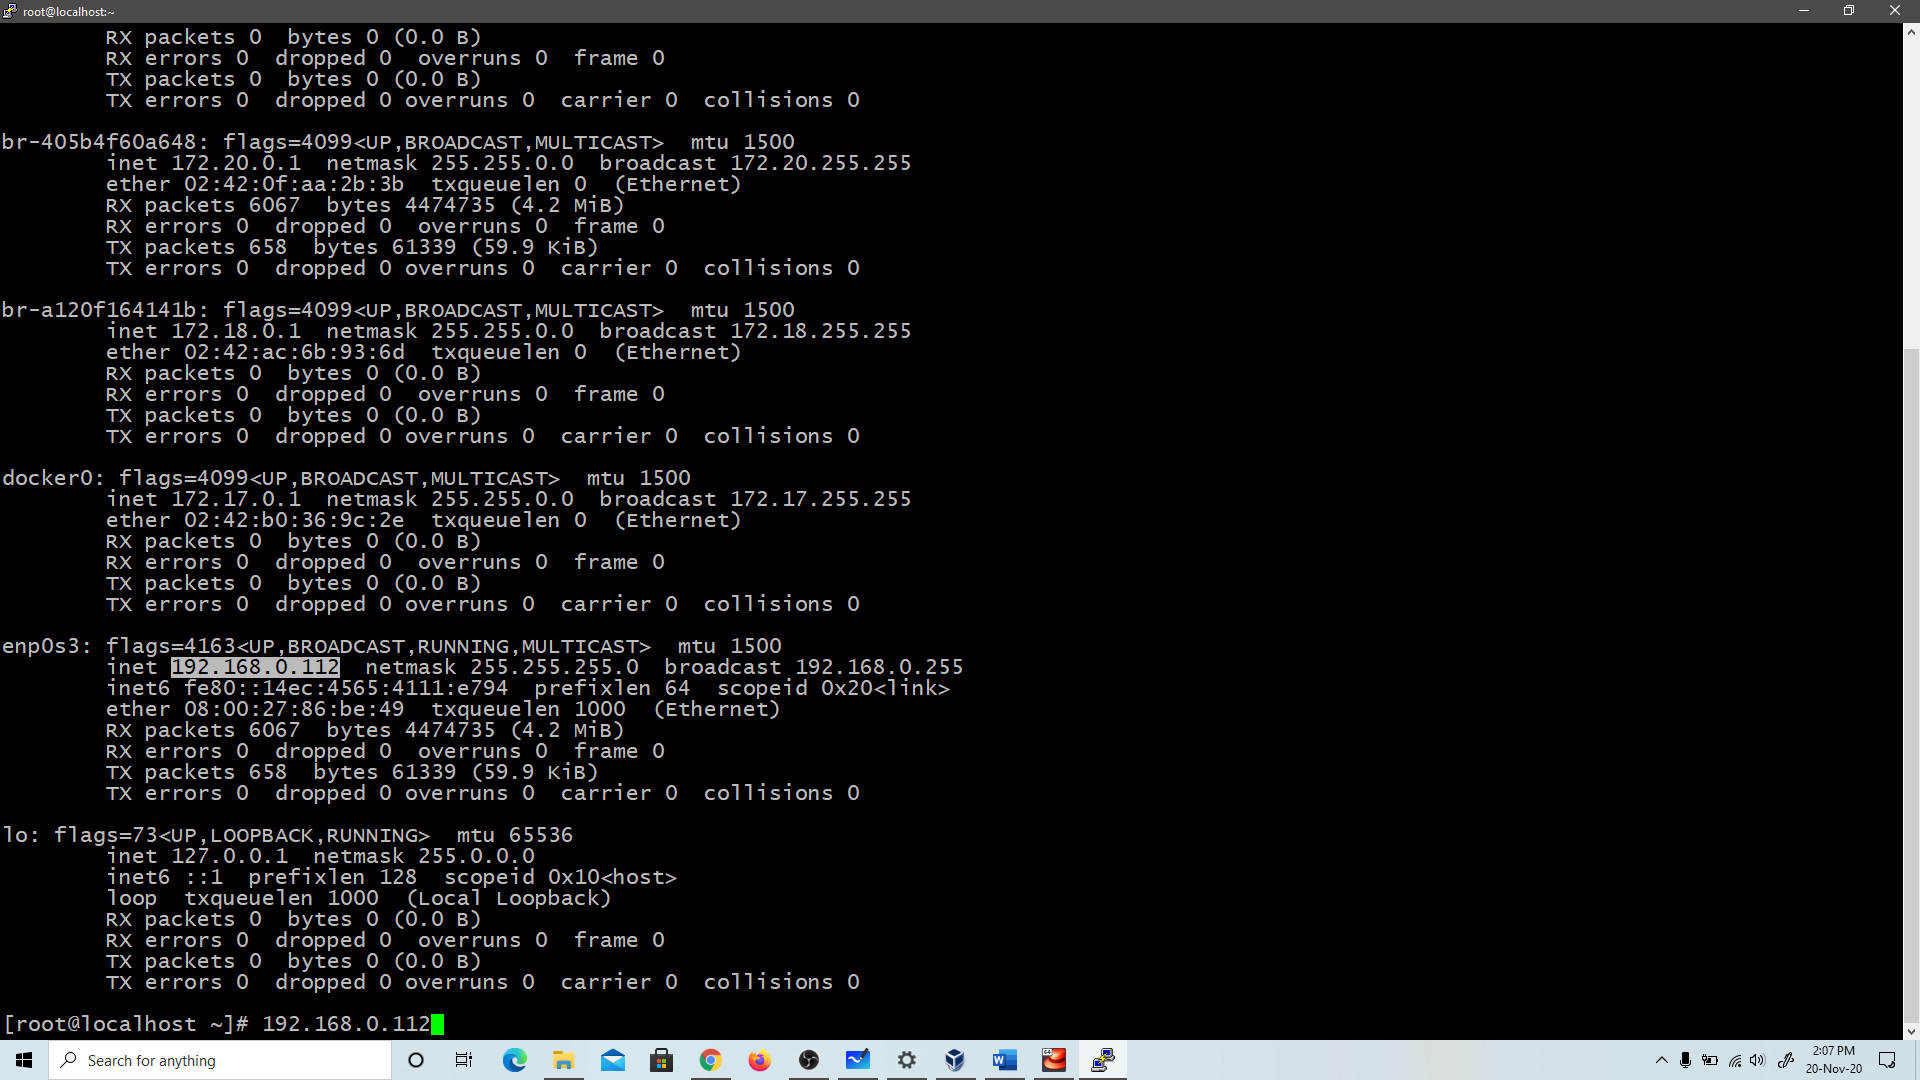 root@localhost:~
        RX packets 0  bytes 0 (0.0 B)
        RX errors 0  dropped 0  overruns 0  frame 0
        TX packets 0  bytes 0 (0.0 B)
        TX errors 0  dropped 0 overruns 0  carrier 0  collisions 0

br-405b4f60a648: flags=4099<UP,BROADCAST,MULTICAST>  mtu 1500
        inet 172.20.0.1  netmask 255.255.0.0  broadcast 172.20.255.255
        ether 02:42:0f:aa:2b:3b  txqueuelen 0  (Ethernet)
        RX packets 6067  bytes 4474735 (4.2 MiB)
        RX errors 0  dropped 0  overruns 0  frame 0
        TX packets 658  bytes 61339 (59.9 KiB)
        TX errors 0  dropped 0 overruns 0  carrier 0  collisions 0

br-a120f164141b: flags=4099<UP,BROADCAST,MULTICAST>  mtu 1500
        inet 172.18.0.1  netmask 255.255.0.0  broadcast 172.18.255.255
        ether 02:42:ac:6b:93:6d  txqueuelen 0  (Ethernet)
        RX packets 0  bytes 0 (0.0 B)
        RX errors 0  dropped 0  overruns 0  frame 0
        TX packets 0  bytes 0 (0.0 B)
        TX errors 0  dropped 0 overruns 0  carrier 0  collisions 0

docker0: flags=4099<UP,BROADCAST,MULTICAST>  mtu 1500
        inet 172.17.0.1  netmask 255.255.0.0  broadcast 172.17.255.255
        ether 02:42:b0:36:9c:2e  txqueuelen 0  (Ethernet)
        RX packets 0  bytes 0 (0.0 B)
        RX errors 0  dropped 0  overruns 0  frame 0
        TX packets 0  bytes 0 (0.0 B)
        TX errors 0  dropped 0 overruns 0  carrier 0  collisions 0

enp0s3: flags=4163<UP,BROADCAST,RUNNING,MULTICAST>  mtu 1500
        inet 192.168.0.112  netmask 255.255.255.0  broadcast 192.168.0.255
        inet6 fe80::14ec:4565:4111:e794  prefixlen 64  scopeid 0x20<link>
        ether 08:00:27:86:be:49  txqueuelen 1000  (Ethernet)
        RX packets 6067  bytes 4474735 (4.2 MiB)
        RX errors 0  dropped 0  overruns 0  frame 0
        TX packets 658  bytes 61339 (59.9 KiB)
        TX errors 0  dropped 0 overruns 0  carrier 0  collisions 0

lo: flags=73<UP,LOOPBACK,RUNNING>  mtu 65536
        inet 127.0.0.1  netmask 255.0.0.0
        inet6 ::1  prefixlen 128  scopeid 0x10<host>
        loop  txqueuelen 1000  (Local Loopback)
        RX packets 0  bytes 0 (0.0 B)
        RX errors 0  dropped 0  overruns 0  frame 0
        TX packets 0  bytes 0 (0.0 B)
        TX errors 0  dropped 0 overruns 0  carrier 0  collisions 0

[root@localhost ~]# 192.168.0.112
Search for anything
2:07 PM
20-Nov-20